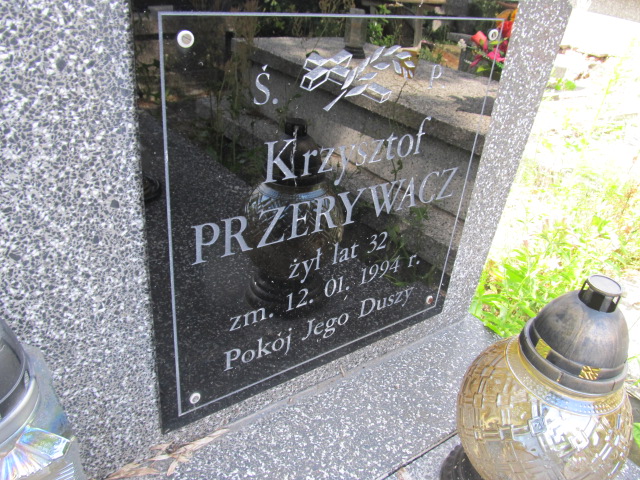 Ś. P
Krzysztof
PRZERYWACZ
żył lat 32
zm. 12. 01. 1994 r.
Pokój Jego Duszy